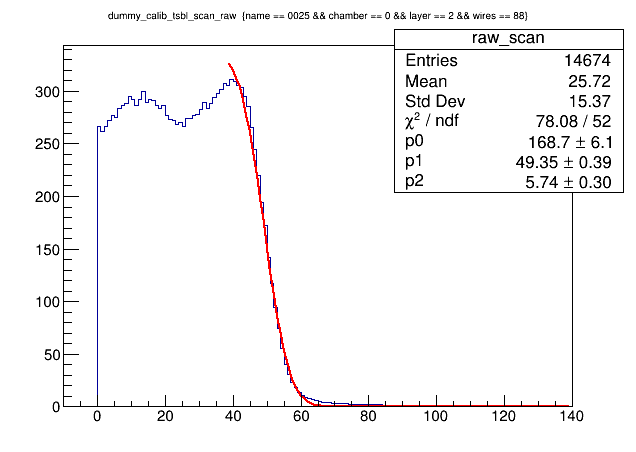 dummy_calib_tsbl_scan_raw {name == 0025 && chamber == 0 && layer == 2 && wires == 88}
raw_scan
Entries 14674
Mean 25.72
Std Dev 15.37
χ² / ndf 78.08 / 52
p0 168.7 ± 6.1
p1 49.35 ± 0.39
p2 5.74 ± 0.30
300
250
200
150
100
50
0
0 20 40 60 80 100 120 140